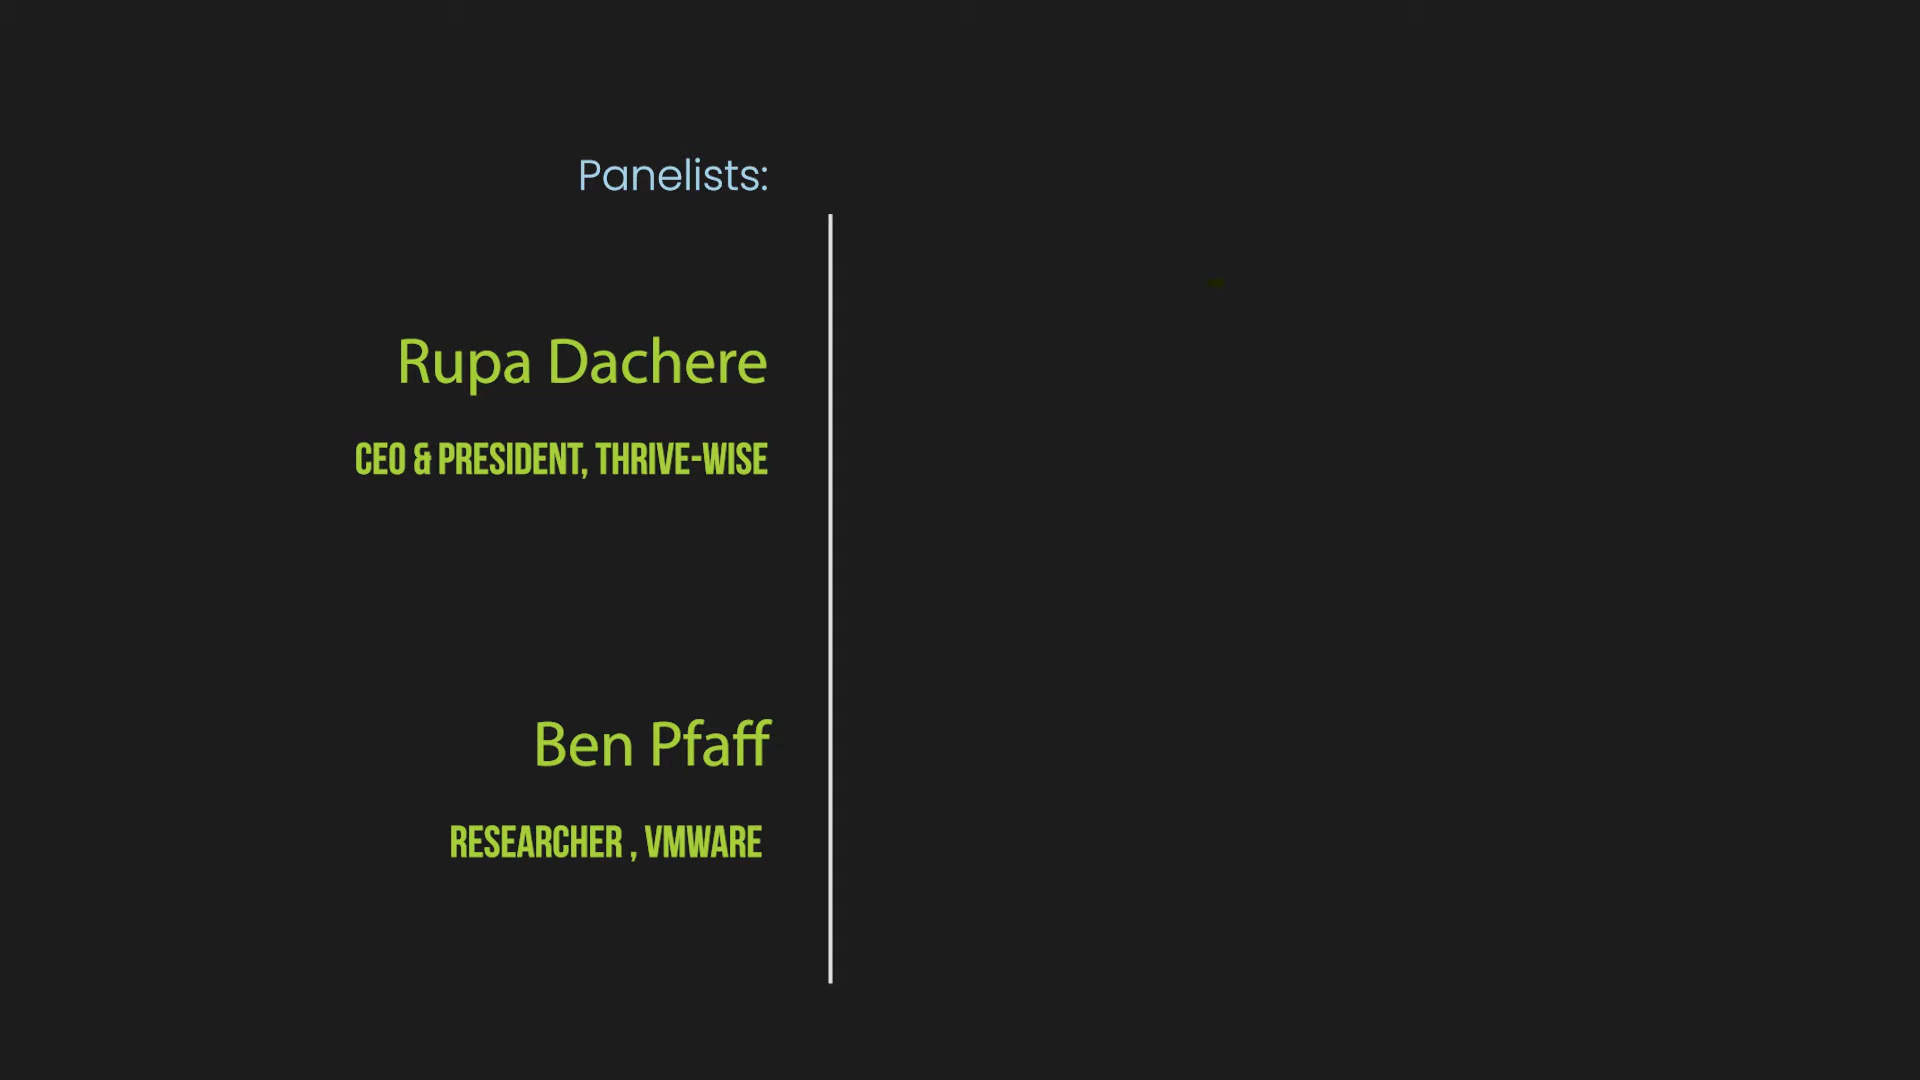 Panelists:
Rupa Dachere
CEO & PRESIDENT, THRIVE-WISE
Ben Pfaff
RESEARCHER , VMWARE